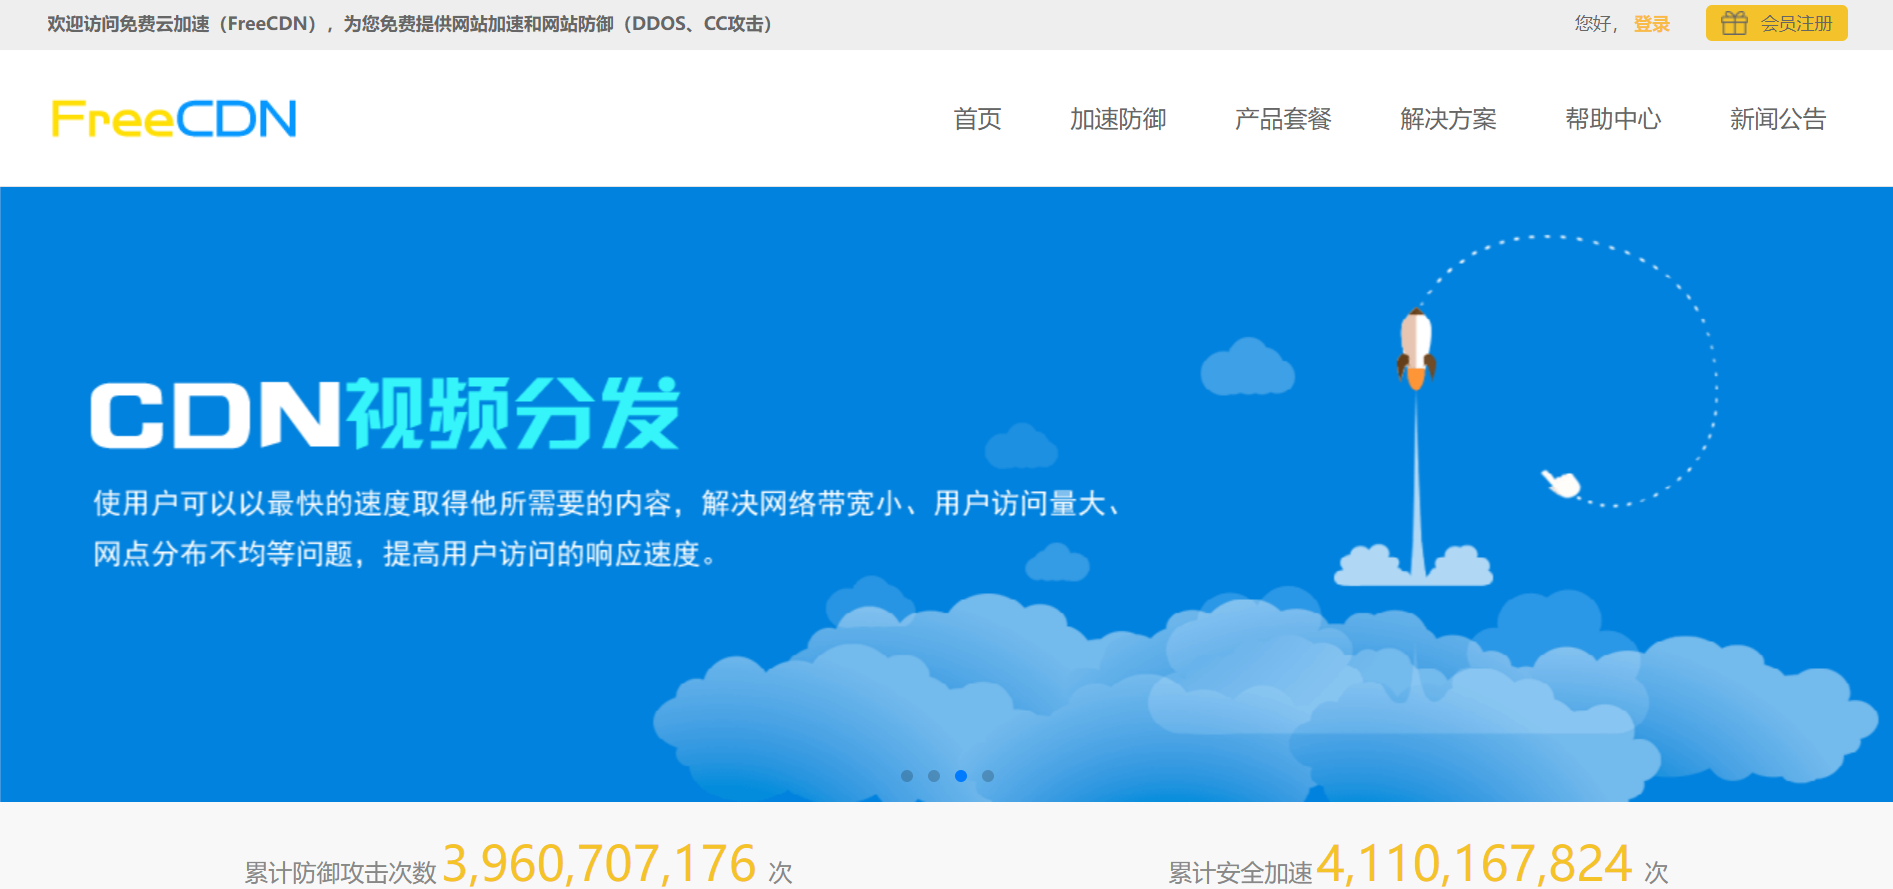 欢迎访问免费云加速（FreeCDN），为您免费提供网站加速和网站防御（DDOS、CC攻击）
您好， 登录 会员注册
FreeCDN
首页 加速防御 产品套餐 解决方案 帮助中心 新闻公告
CDN视频分发
使用户可以以最快的速度取得他所需要的内容，解决网络带宽小、用户访问量大、
网点分布不均等问题，提高用户访问的响应速度。
累计防御攻击次数 3,960,707,176 次 累计安全加速 4,110,167,824 次